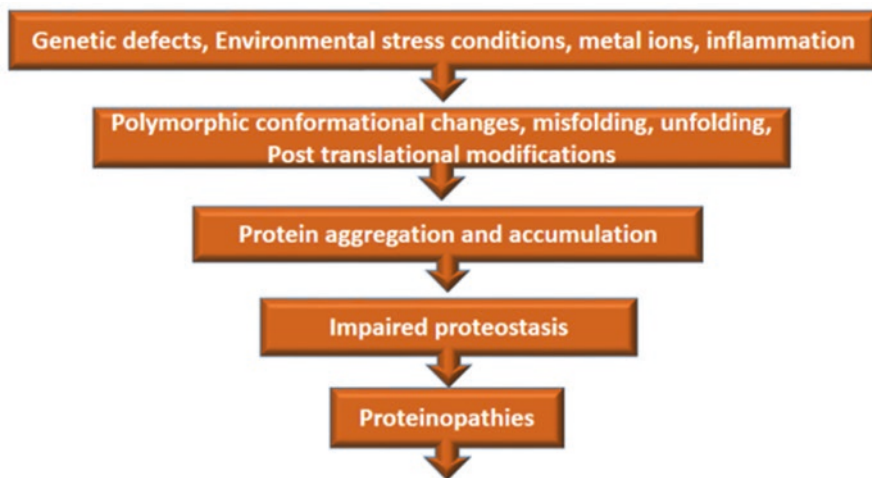 Genetic defects, Environmental stress conditions, metal ions, inflammation
Polymorphic conformational changes, misfolding, unfolding,
Post translational modifications
Protein aggregation and accumulation
Impaired proteostasis
Proteinopathies